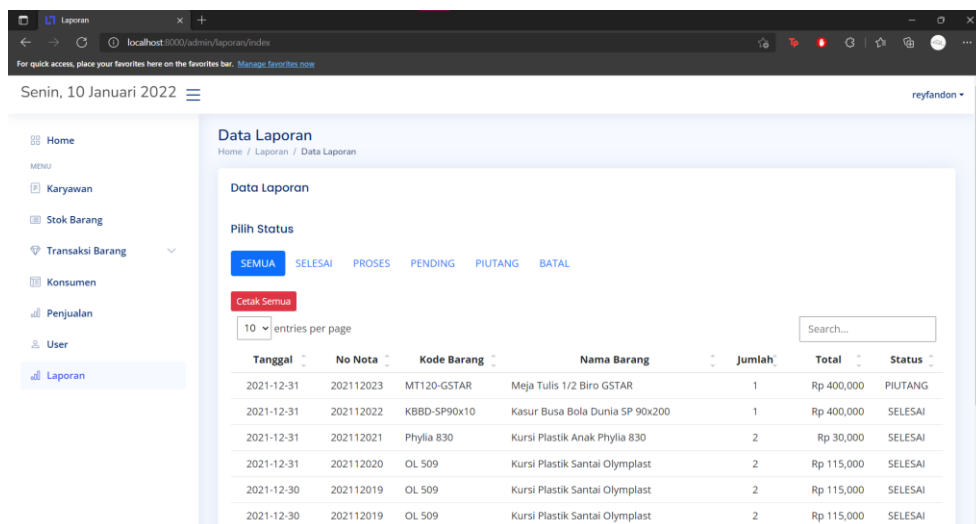 Laporan
localhost:8000/admin/laporan/index
For quick access, place your favorites here on the favorites bar. Manage favorites now
Senin, 10 Januari 2022
reyfandon
Home
MENU
Karyawan
Stok Barang
Transaksi Barang
Konsumen
Penjualan
User
Laporan
Data Laporan
Home / Laporan / Data Laporan
Data Laporan
Pilih Status
SEMUA SELESAI PROSES PENDING PIUTANG BATAL
Cetak Semua
10 entries per page
Search...
Tanggal No Nota Kode Barang Nama Barang Jumlah Total Status
2021-12-31 202112023 MT120-GSTAR Meja Tulis 1/2 Biro GSTAR 1 Rp 400,000 PIUTANG
2021-12-31 202112022 KBBD-SP90x10 Kasur Busa Bola Dunia SP 90x200 1 Rp 400,000 SELESAI
2021-12-31 202112021 Phylia 830 Kursi Plastik Anak Phylia 830 2 Rp 30,000 SELESAI
2021-12-31 202112020 OL 509 Kursi Plastik Santai Olymplast 2 Rp 115,000 SELESAI
2021-12-30 202112019 OL 509 Kursi Plastik Santai Olymplast 2 Rp 115,000 SELESAI
2021-12-30 202112019 OL 509 Kursi Plastik Santai Olymplast 2 Rp 115,000 SELESAI